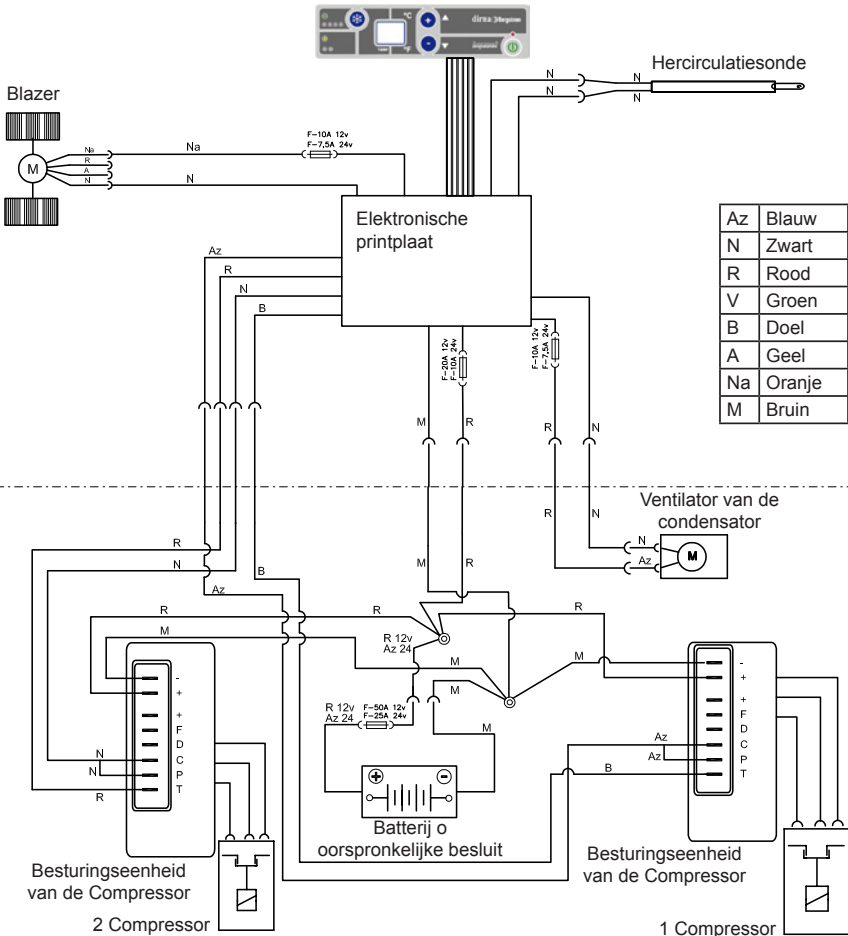 °C
°F
dirna Bergstrom
Hercirculatiesonde
N
N
N
N
Blazer
M
Na
R
A
N
Na
N
F-10A 12v
F-7,5A 24v
Elektronische
printplaat
Az Blauw
N Zwart
R Rood
V Groen
B Doel
A Geel
Na Oranje
M Bruin
Az
R
N
B
F-20A 12v
F-10A 24v
F-10A 12v
F-7,5A 24v
M
R
R
N
Ventilator van de
condensator
N
Az
M
R
N
R
N
Az
B
M
R
R
M
R
R 12v
Az 24
M
M
R
M
R 12v
Az 24
F-50A 12v
F-25A 24v
M
Batterij o
oorspronkelijke besluit
-
+
+
F
D
C
P
T
N
N
R
Besturingseenheid
van de Compressor
2 Compressor
-
+
+
F
D
C
P
T
Az
Az
B
Besturingseenheid
van de Compressor
1 Compressor